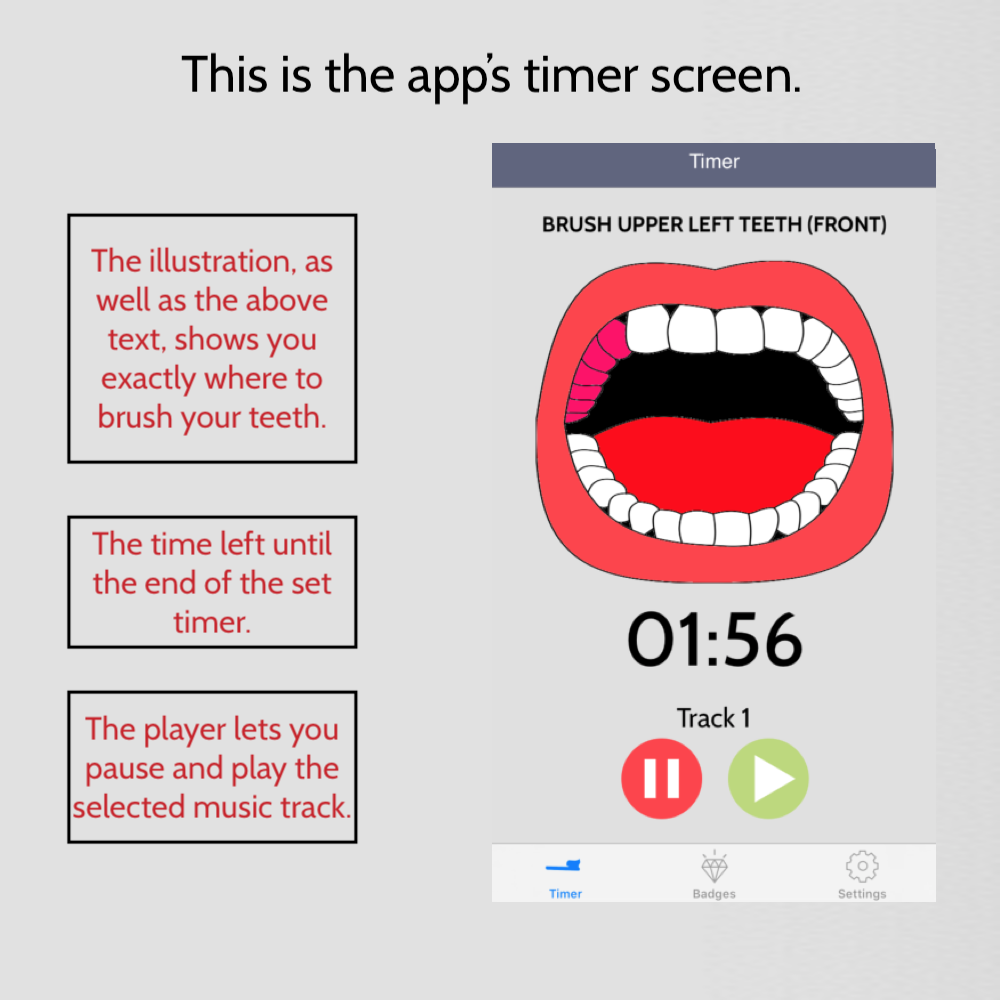 This is the app's timer screen.
The illustration, as
well as the above
text, shows you
exactly where to
brush your teeth.
The time left until
the end of the set
timer.
The player lets you
pause and play the
selected music track.
Timer
BRUSH UPPER LEFT TEETH (FRONT)
01:56
Track 1
Timer
Badges
Settings